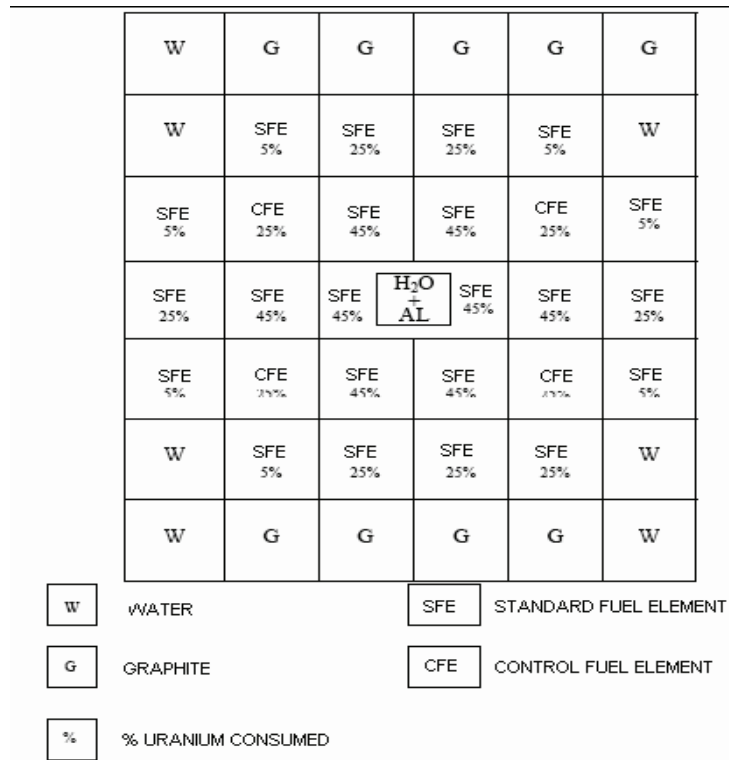 W G G G G G
W SFE SFE SFE SFE W
5% 25% 25% 5%
SFE CFE SFE SFE CFE SFE
5% 25% 45% 45% 25% 5%
SFE SFE SFE H₂O SFE SFE SFE
25% 45% 45% + 45% 45% 25%
AL
SFE CFE SFE SFE CFE SFE
5% 45% 45% 5%
W SFE SFE SFE SFE W
5% 25% 25% 25%
W G G G G W
W WATER SFE STANDARD FUEL ELEMENT
G GRAPHITE CFE CONTROL FUEL ELEMENT
% % URANIUM CONSUMED